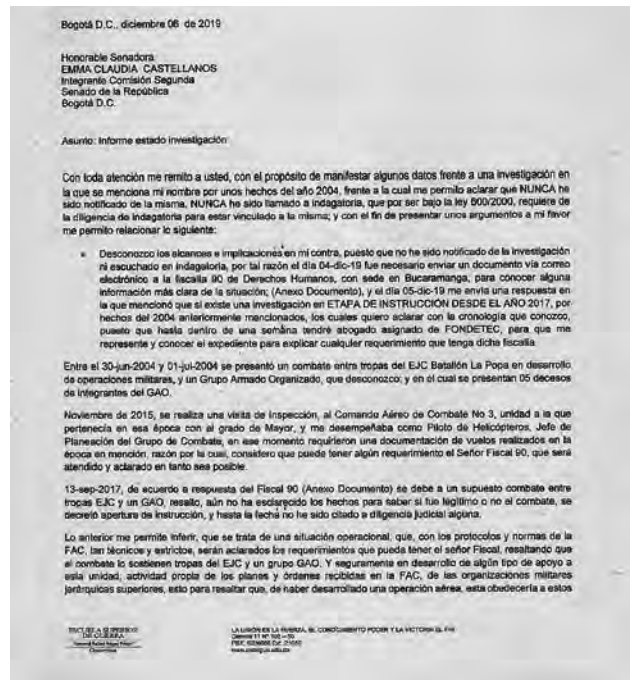 Bogotá D.C., diciembre 06 de 2019
Honorable Senadora
EMMA CLAUDIA CASTELLANOS
Integrante Comisión Segunda
Senado de la República
Bogotá D.C.
Asunto: Informe estado investigación
Con toda atención me remito a usted, con el propósito de manifestar algunos datos frente a una investigación en
la que se menciona mi nombre por unos hechos del año 2004, frente a la cual me permito aclarar que NUNCA he
sido notificado de la misma, NUNCA he sido llamado a indagatoria, que por ser bajo la ley 600/2000, requiere de
la diligencia de indagatoria para estar vinculado a la misma; y con el fin de presentar unos argumentos a mi favor
me permito relacionar lo siguiente:
Desconozco los alcances e implicaciones en mi contra, puesto que no he sido notificado de la investigación
ni escuchado en indagatoria, por tal razón el día 04-dic-19 fue necesario enviar un documento vía correo
electrónico a la fiscalía 90 de Derechos Humanos, con sede en Bucaramanga, para conocer alguna
información más clara de la situación; (Anexo Documento), y el día 05-dic-19 me envía una respuesta en
la que mencionó que si existe una investigación en ETAPA DE INSTRUCCIÓN DESDE EL AÑO 2017, por
hechos del 2004 anteriormente mencionados, los cuales quiero aclarar con la cronología que conozco,
puesto que hasta dentro de una semana tendré abogado asignado de FONDETEC, para que me
represente y conocer el expediente para explicar cualquier requerimiento que tenga dicha fiscalía
Entre el 30-jun-2004 y 01-jul-2004 se presentó un combate entre tropas del EJC Batallón La Popa en desarrollo
de operaciones militares, y un Grupo Armado Organizado, que desconozco; y en el cual se presentan 05 decesos
de integrantes del GAO.
Noviembre de 2015, se realiza una visita de inspección, al Comando Aéreo de Combate No 3, unidad a la que
pertenecía en esa época con el grado de Mayor, y me desempeñaba como Piloto de Helicópteros, Jefe de
Planeación del Grupo de Combate, en ese momento requirieron una documentación de vuelos realizados en la
época en mención, razón por la cual, considero que puede tener algún requerimiento el Señor Fiscal 90, que será
atendido y aclarado en tanto sea posible.
13-sep-2017, de acuerdo a respuesta del Fiscal 90 (Anexo Documento) se debe a un supuesto combate entre
tropas EJC y un GAO, resalto, aún no ha esclarecido los hechos para saber si fue legítimo o no el combate, se
decretó apertura de instrucción, y hasta la fecha no he sido citado a diligencia judicial alguna.
Lo anterior me permite inferir, que se trata de una situación operacional, que, con los protocolos y normas de la
FAC, tan técnicos y estrictos, serán aclarados los requerimientos que pueda tener el señor Fiscal, resaltando que
el combate lo sostienen tropas del EJC y un grupo GAO. Y seguramente en desarrollo de algún tipo de apoyo a
esta unidad, actividad propia de los planes y órdenes recibidas en la FAC, de las organizaciones militares
jerárquicas superiores, esto para resaltar que, de haber desarrollado una operación aérea, esta obedecería a estos
ESCUELA SUPERIOR
DE GUERRA
LA UNIÓN ES LA FUERZA, EL CONOCIMIENTO PODER Y LA VICTORIA EL FIN